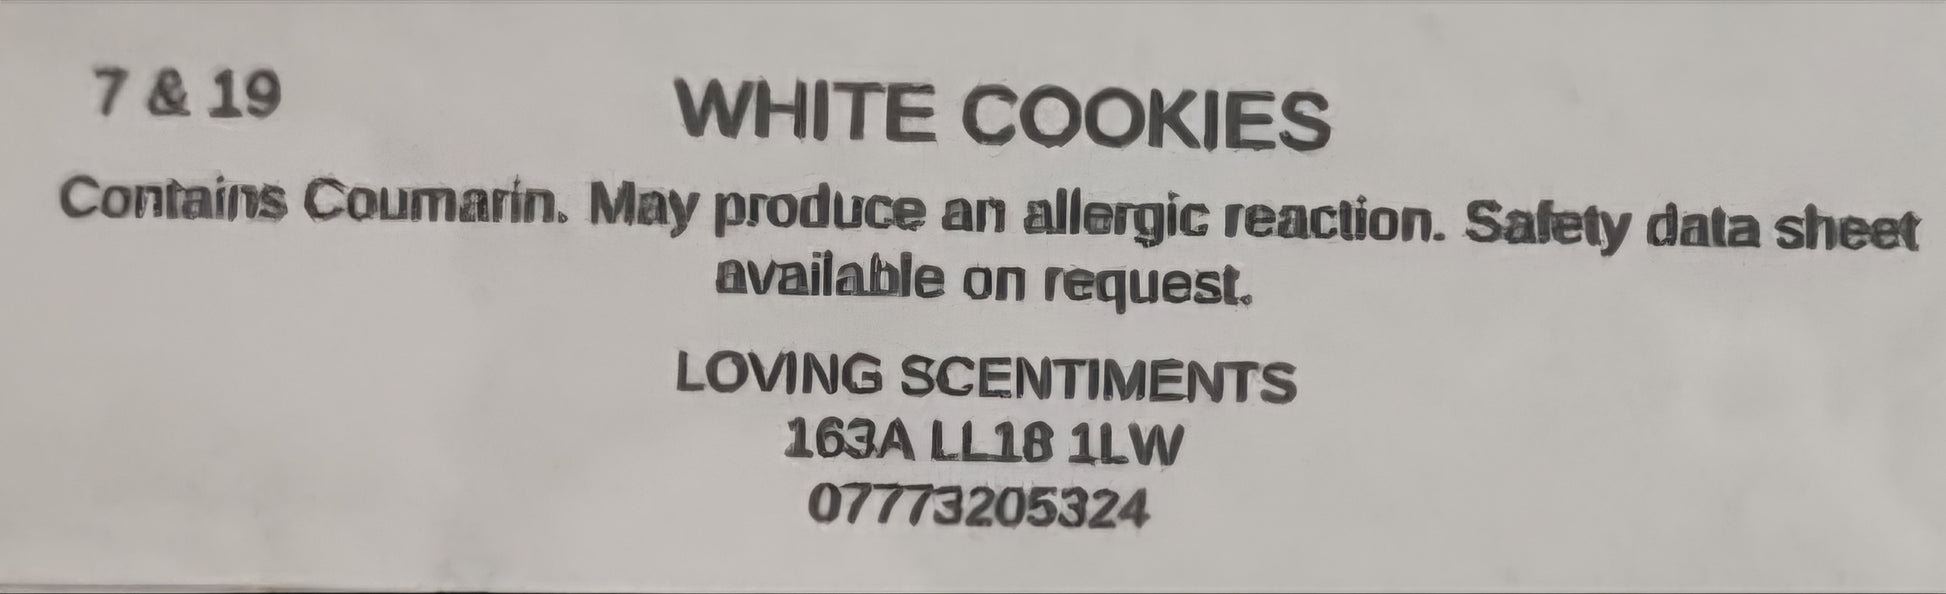 7 & 19
WHITE COOKIES
Contains Coumarin. May produce an allergic reaction. Safety data sheet
available on request.
LOVING SCENTIMENTS
163A LL18 1LW
07773205324